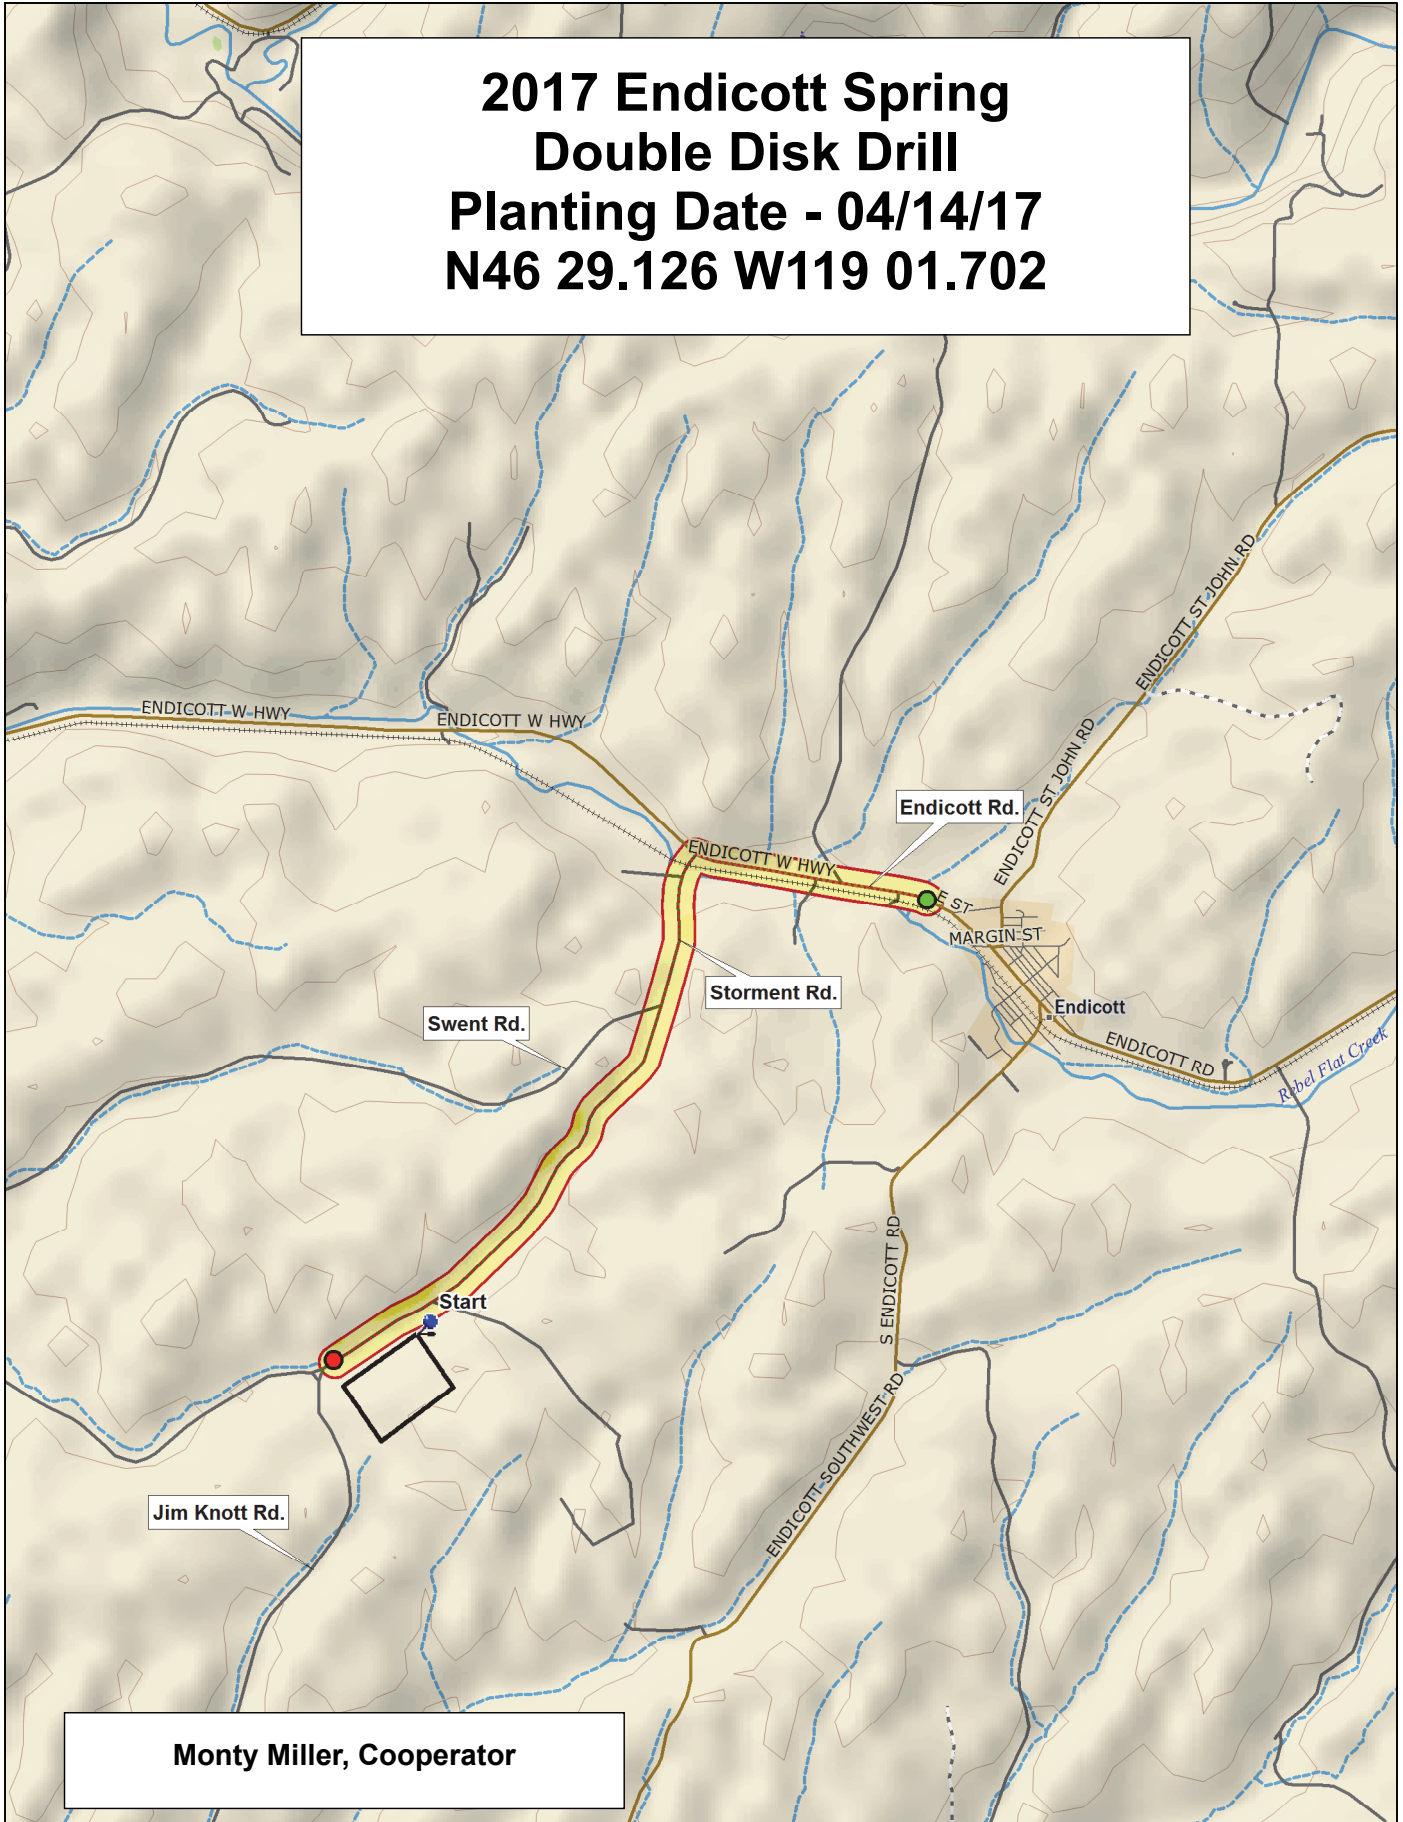 2017 Endicott Spring
Double Disk Drill
Planting Date - 04/14/17
N46 29.126 W119 01.702
ENDICOTT ST JOHN RD
ENDICOTT W HWY
ENDICOTT W HWY
ENDICOTT ST JOHN RD
Endicott Rd.
ENDICOTT W HWY
E ST
MARGIN ST
Storment Rd.
Endicott
Swent Rd.
ENDICOTT RD
Rebel Flat Creek
S ENDICOTT RD
Start
ENDICOTT SOUTHWEST RD
Jim Knott Rd.
Monty Miller, Cooperator